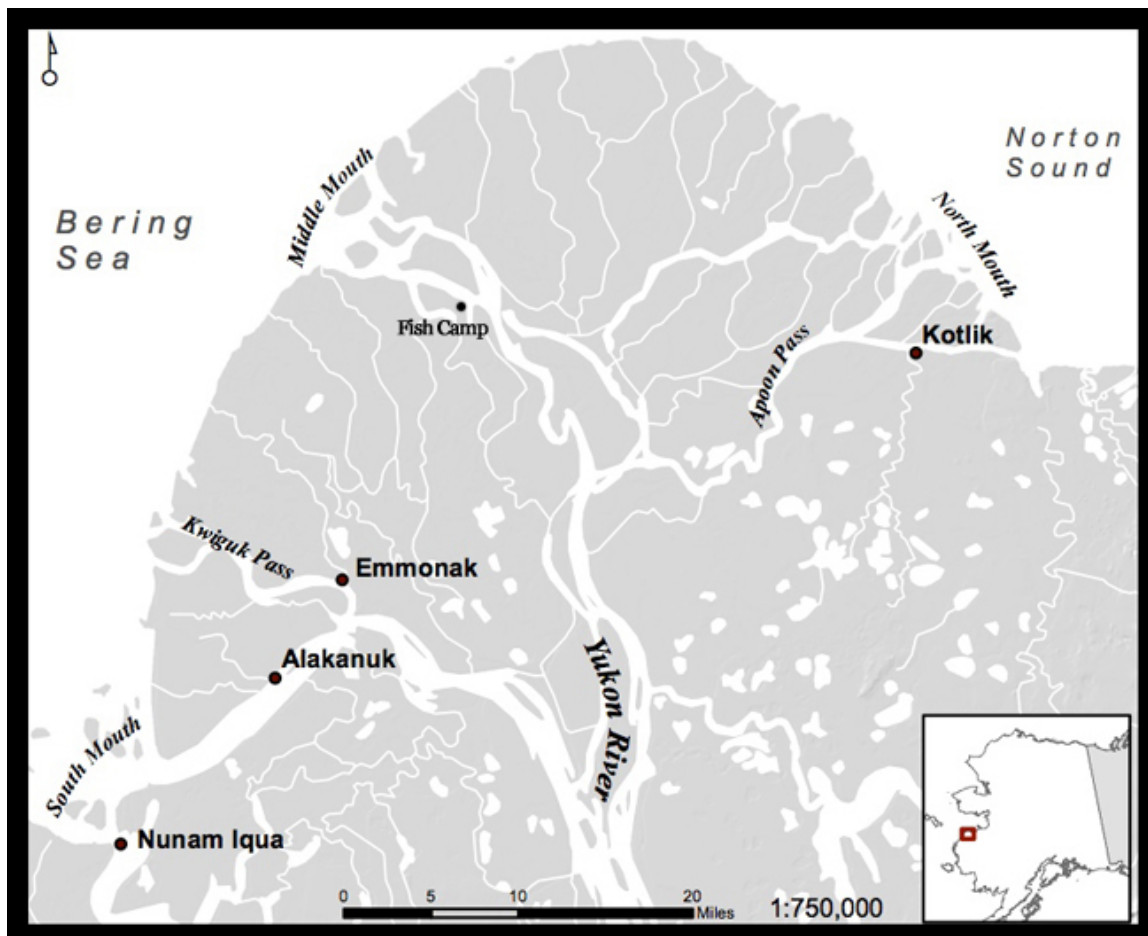 Norton
Sound
Bering
Sea
Middle Mouth
North Mouth
Fish Camp
Kotlik
Apoon Pass
Kwiguk Pass
Emmonak
Alakanuk
Yukon River
South Mouth
Nunam Iqua
0 5 10 20
Miles
1:750,000